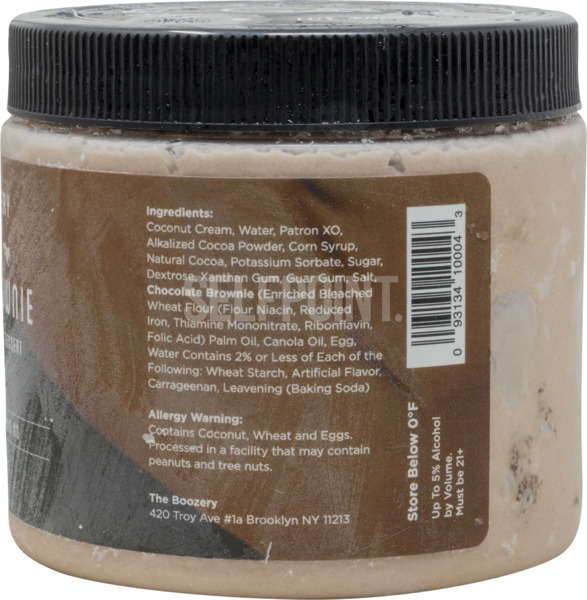 Ingredients:
Coconut Cream, Water, Patron XO,
Alkalized Cocoa Powder, Corn Syrup,
Natural Cocoa, Potassium Sorbate, Sugar,
Dextrose, Xanthan Gum, Guar Gum, Salt,
Chocolate Brownie (Enriched Bleached
Wheat Flour (Flour Niacin, Reduced
Iron, Thiamine Mononitrate, Ribonflavin,
Folic Acid) Palm Oil, Canola Oil, Egg,
Water Contains 2% or Less of Each of the
Following: Wheat Starch, Artificial Flavor,
Carrageenan, Leavening (Baking Soda)
Allergy Warning:
Contains Coconut, Wheat and Eggs.
Processed in a facility that may contain
peanuts and tree nuts.
The Boozery
420 Troy Ave #1a Brooklyn NY 11213
0 93134 10004 3
Store Below 0°F
Up To 5% Alcohol
by Volume.
Must be 21+